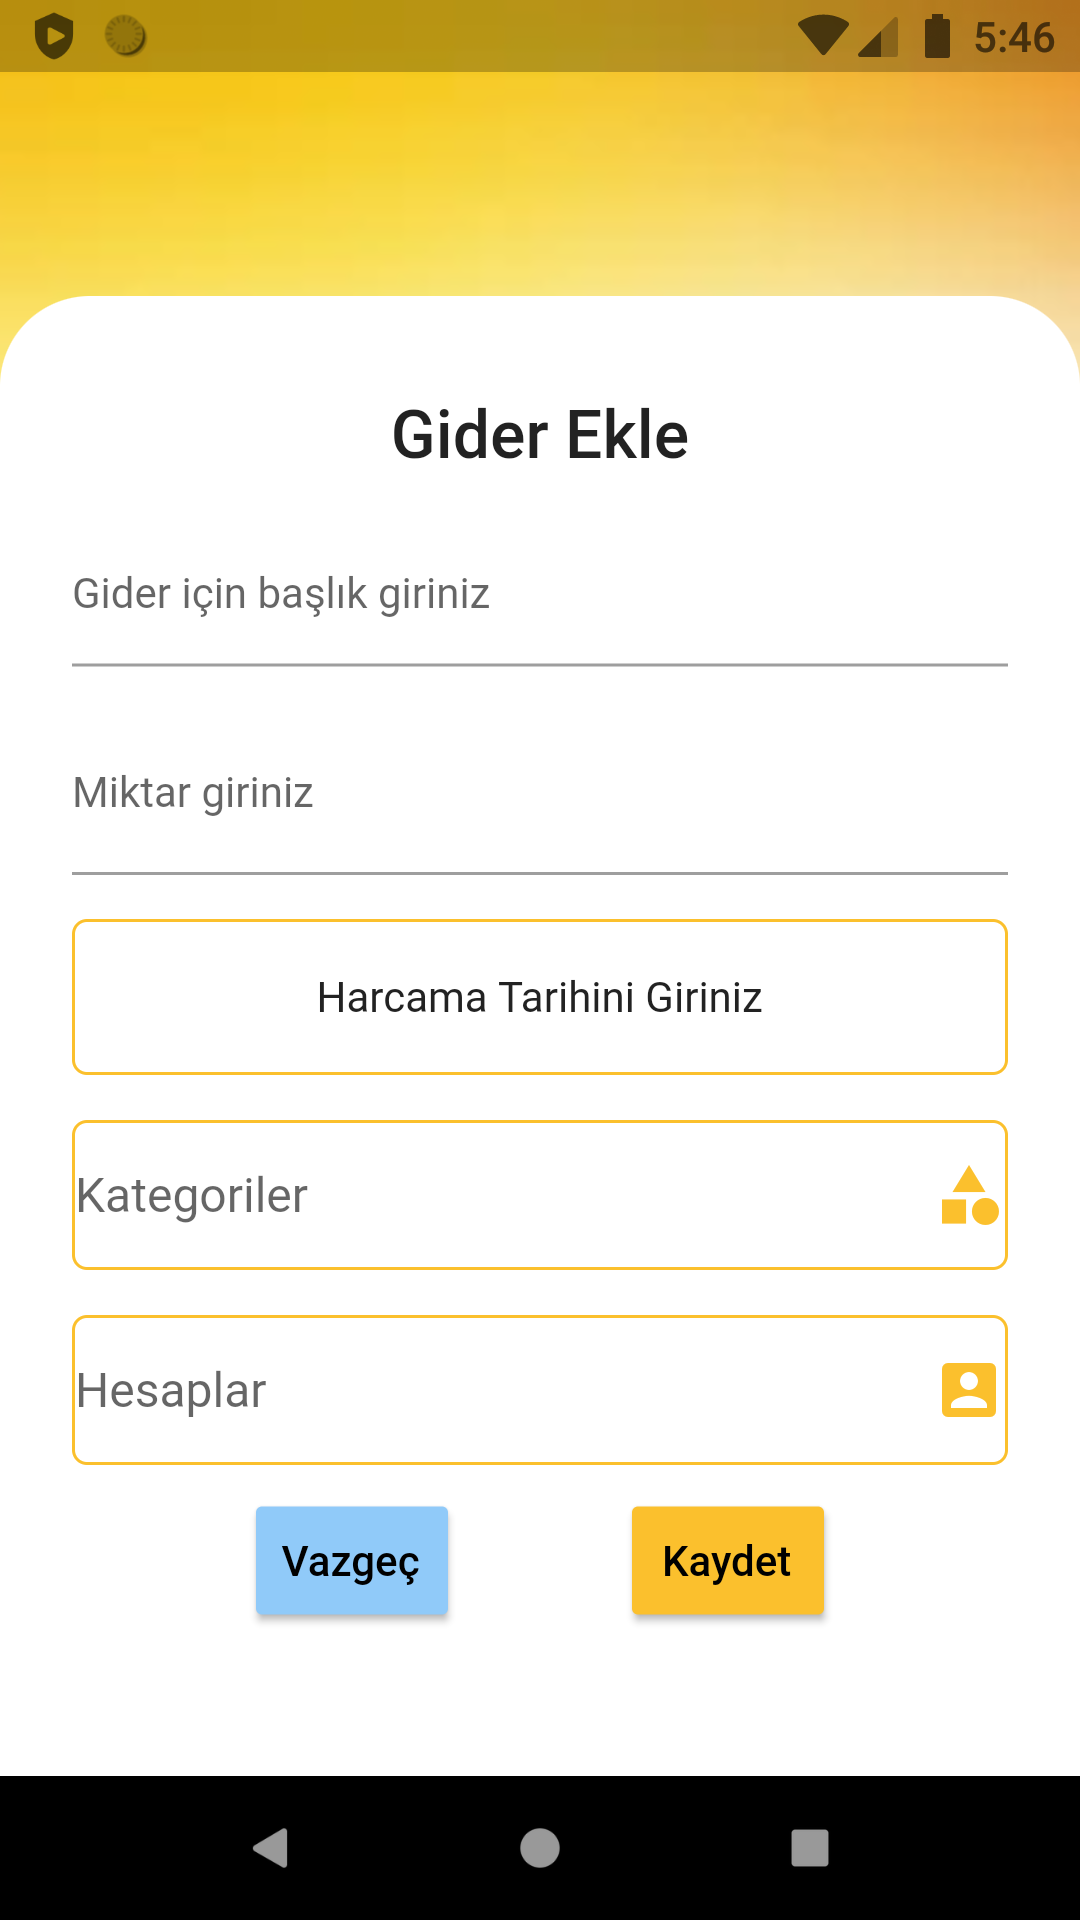 5:46
Gider Ekle
Gider için başlık giriniz
Miktar giriniz
Harcama Tarihini Giriniz
Kategoriler
Hesaplar
Vazgeç
Kaydet